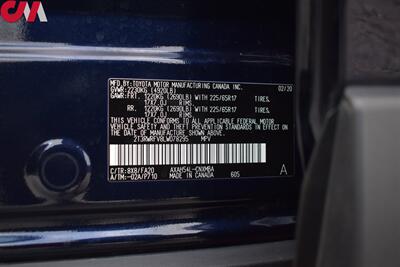 CM
MFD. BY: TOYOTA MOTOR MANUFACTURING CANADA INC.
GVWR: 2230KG (4920LB) 02/20
GAWR: FRT. 1220KG (2690LB) WITH 225/65R17 TIRES.
17X7.0J RIMS.
RR. 1220KG (2690LB) WITH 225/65R17 TIRES.
17X7.0J RIMS.
THIS VEHICLE CONFORMS TO ALL APPLICABLE FEDERAL MOTOR
VEHICLE SAFETY STANDARDS IN EFFECT ON THE DATE OF
MANUFACTURE SHOWN ABOVE.
2T3RWRFV8LW078295 MPV
C/TR: 8X8/FA20 AXAH54L-CNXMBA A
A/TM: -02A/P710 MADE IN CANADA 605